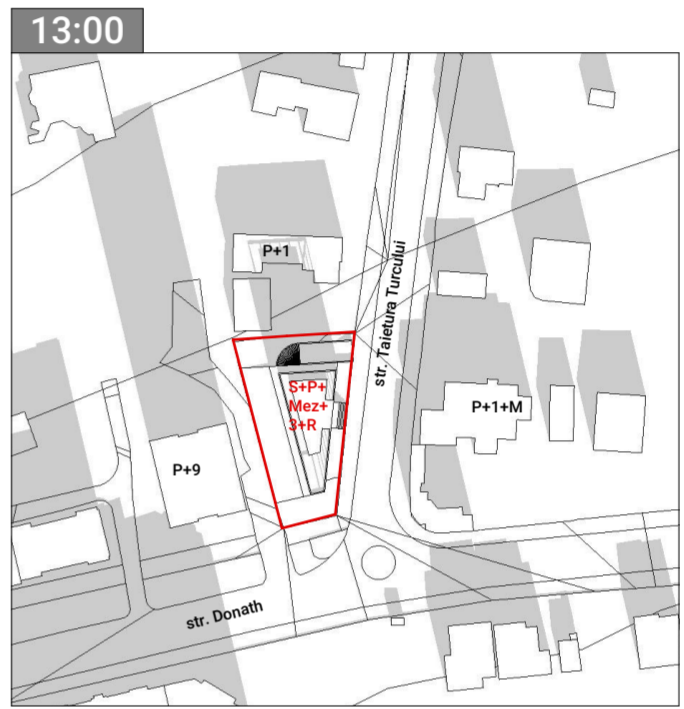 13:00
P+1
str. Taietura Turcului
S+P+
Mez+
3+R
P+1+M
P+9
str. Donath